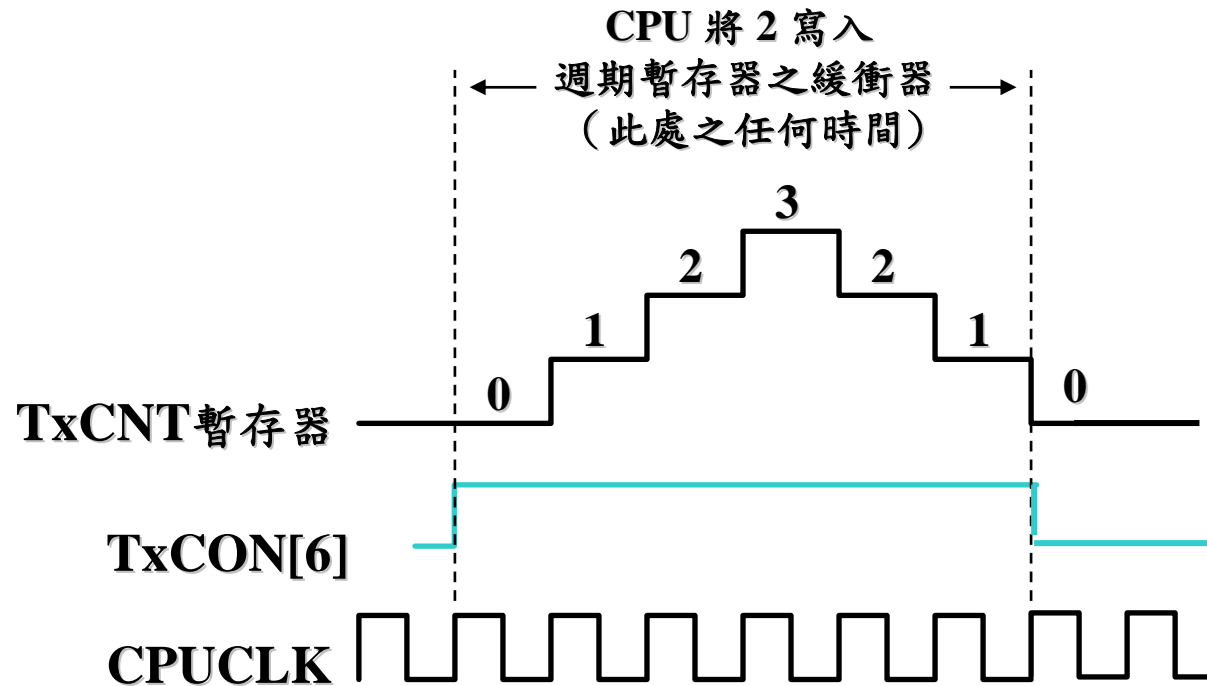 CPU 將 2 寫入
週期暫存器之緩衝器
（此處之任何時間）
3
2
2
1
1
0
0
TxCNT暫存器
TxCON[6]
CPUCLK